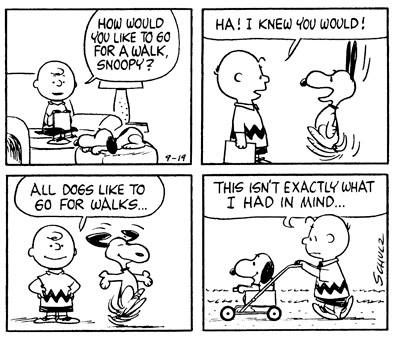 HOW WOULD
YOU LIKE TO GO
FOR A WALK,
SNOOPY?
9-19
HA! I KNEW YOU WOULD!
ALL DOGS LIKE TO
GO FOR WALKS...
THIS ISN'T EXACTLY WHAT
I HAD IN MIND...
SCHULZ